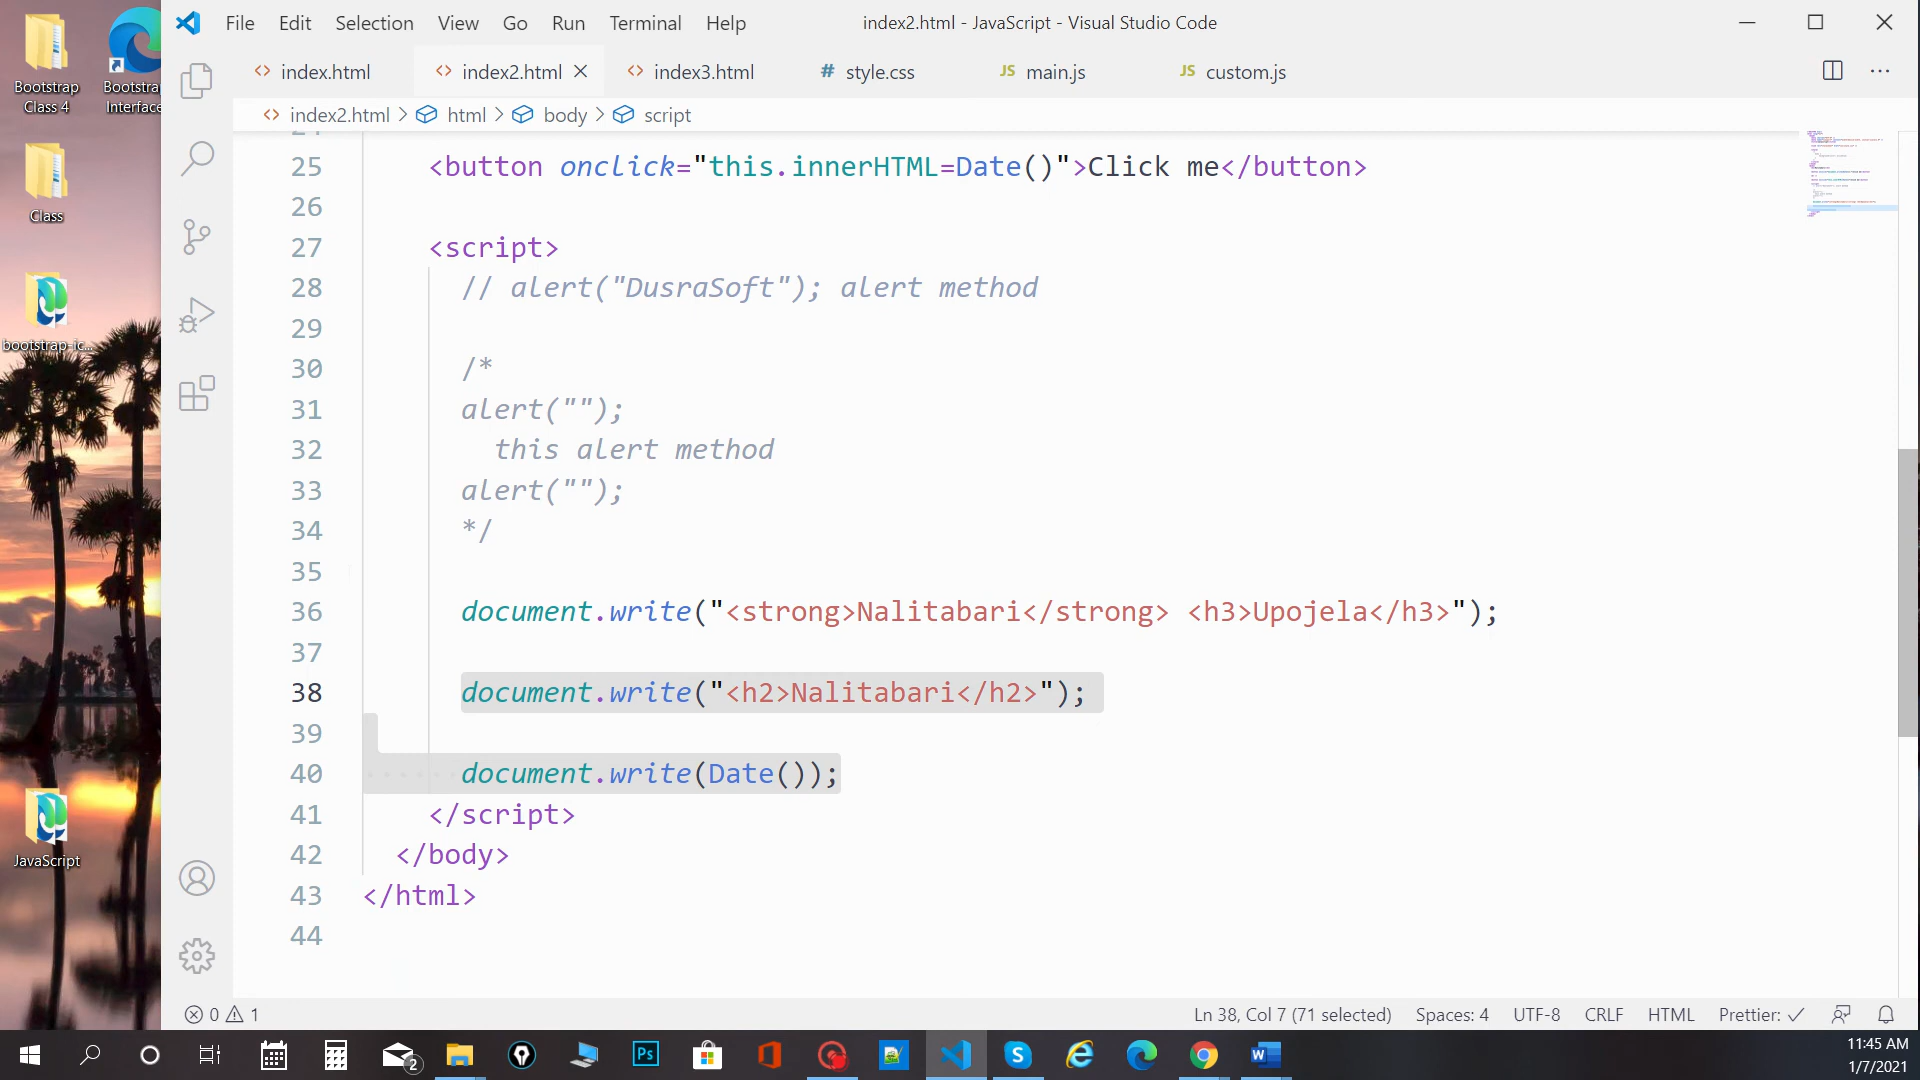 File Edit Selection View Go Run Terminal Help
index2.html - JavaScript - Visual Studio Code
<> index.html
<> index2.html
<> index3.html
# style.css
JS main.js
JS custom.js
<> index2.html > html > body > script
25 <button onclick="this.innerHTML=Date()">Click me</button>
26
27 <script>
28 // alert("DusraSoft"); alert method
29
30 /*
31 alert("");
32 this alert method
33 alert("");
34 */
35
36 document.write("<strong>Nalitabari</strong> <h3>Upojela</h3>");
37
38 document.write("<h2>Nalitabari</h2>");
39
40 document.write(Date());
41 </script>
42 </body>
43 </html>
44
0 1
Ln 38, Col 7 (71 selected) Spaces: 4 UTF-8 CRLF HTML Prettier: ✓
Bootstrap
Class 4
Interface
Class
JavaScript
2
Ps
S
W
11:45 AM
1/7/2021